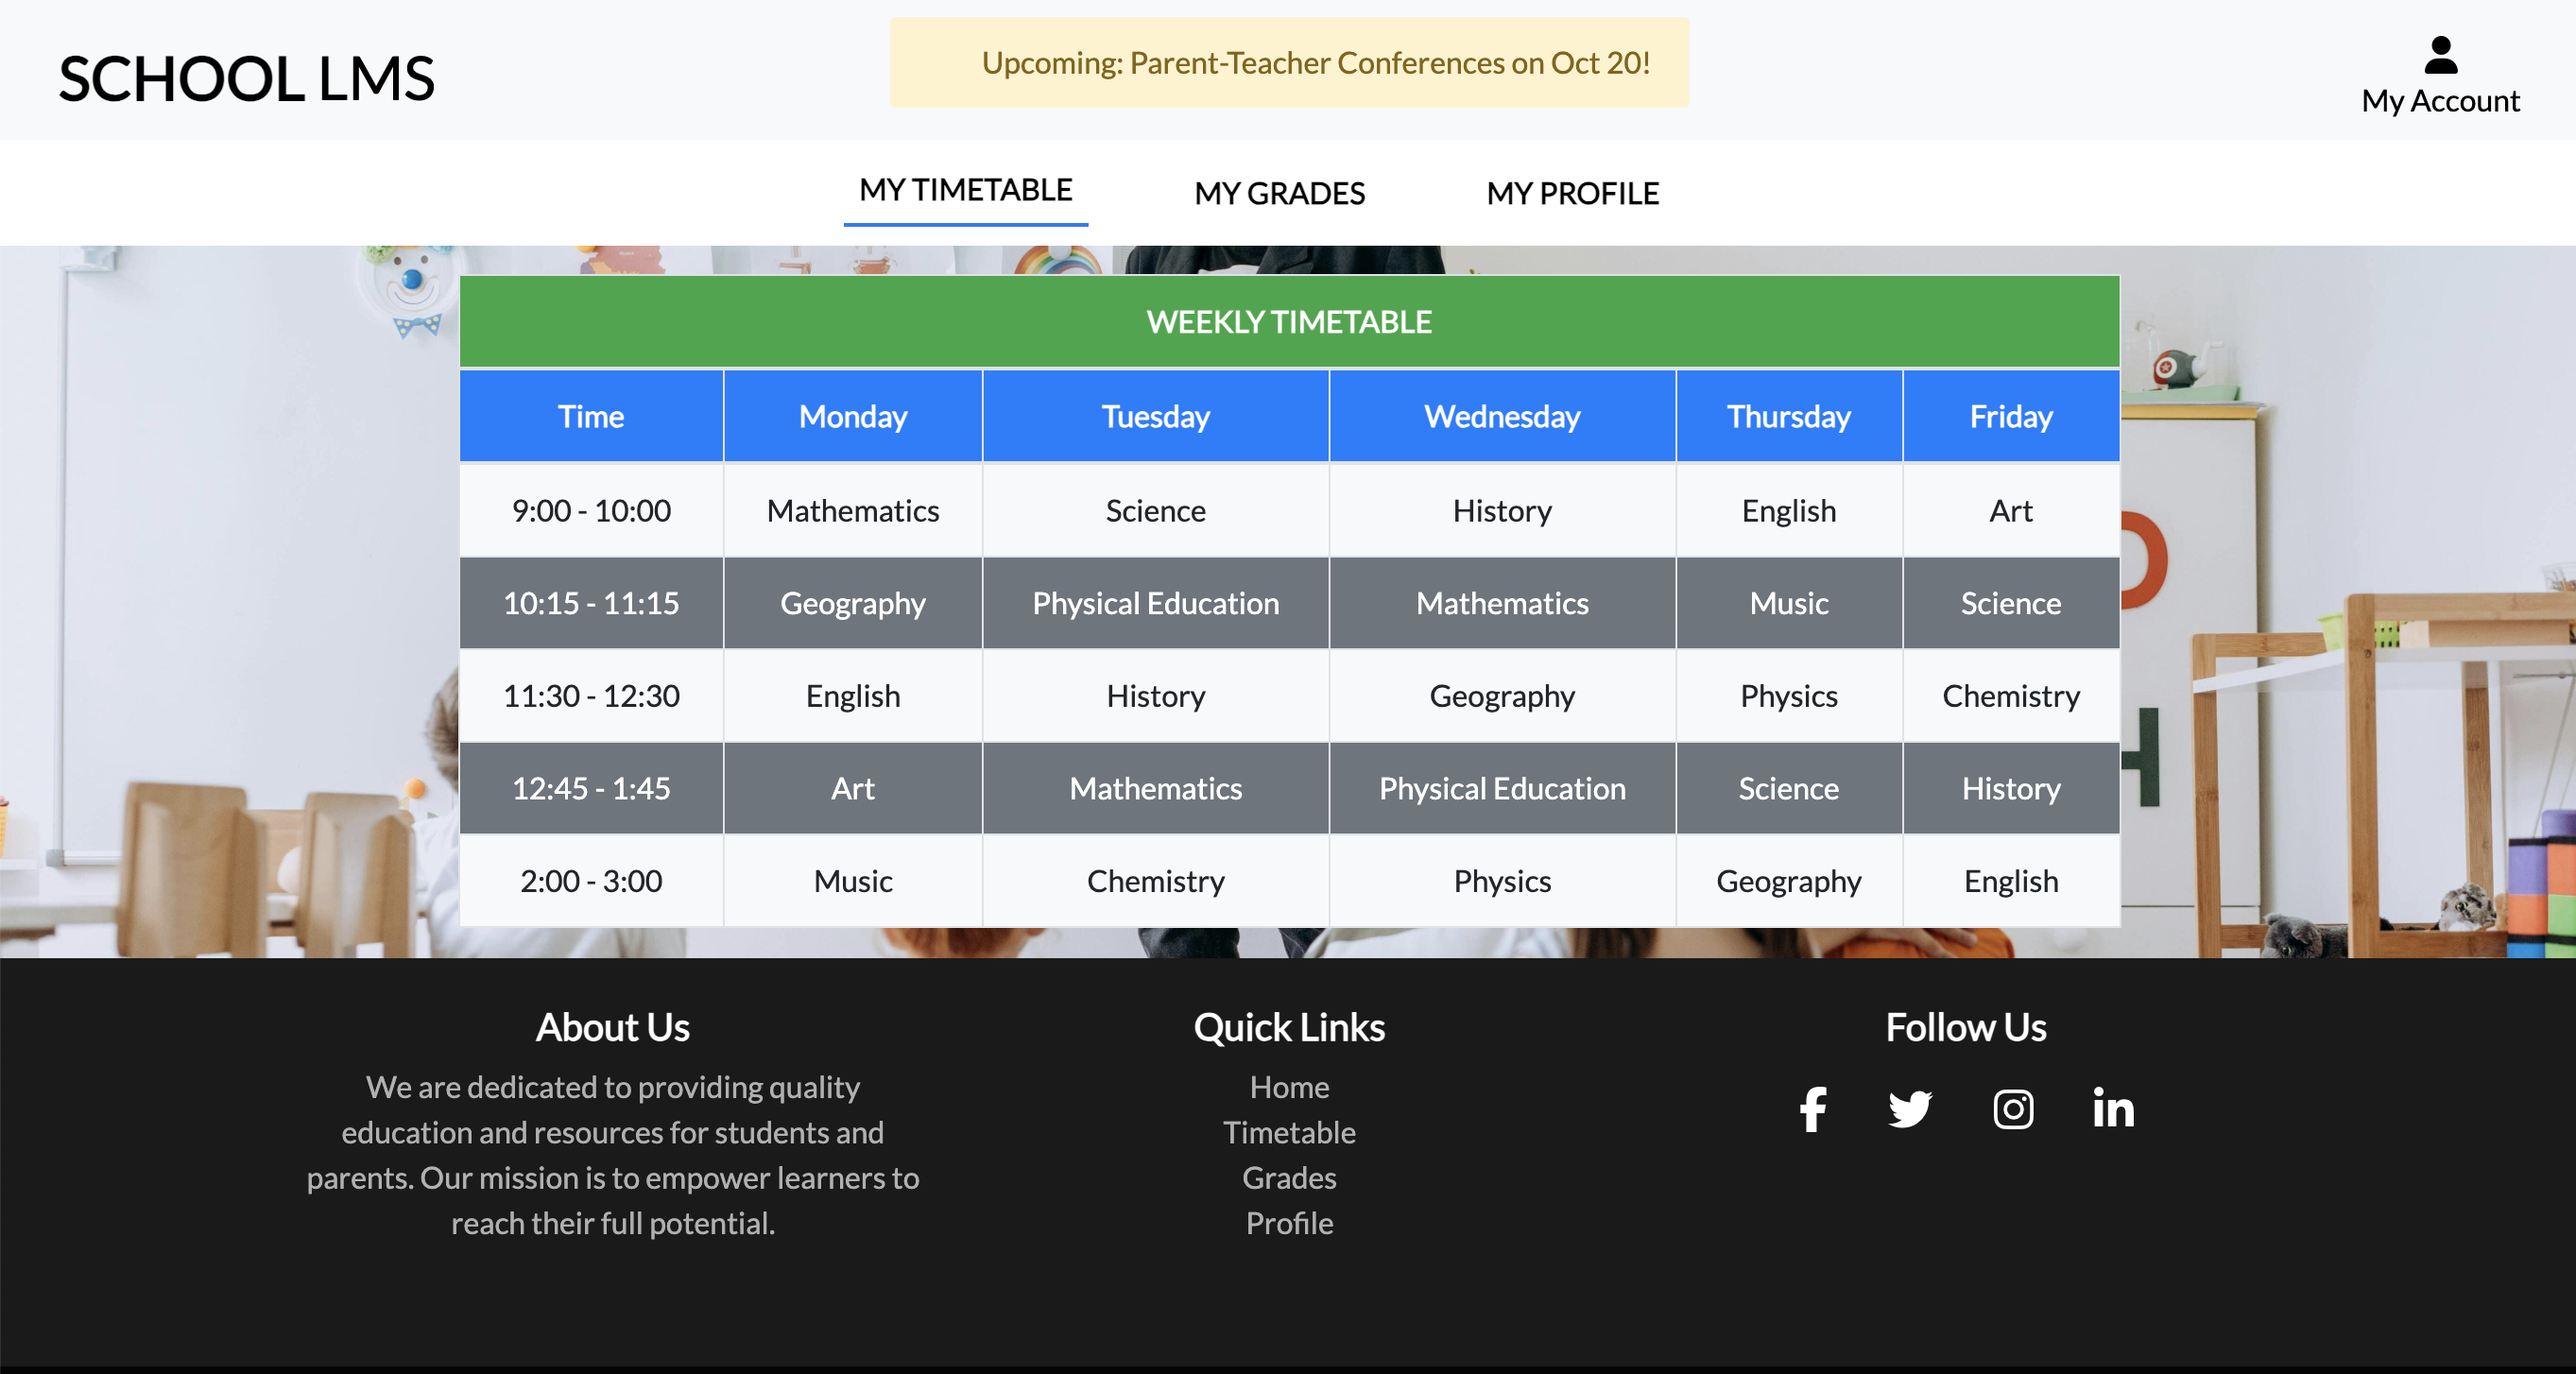 SCHOOL LMS
Upcoming: Parent-Teacher Conferences on Oct 20!
My Account
MY TIMETABLE MY GRADES MY PROFILE
WEEKLY TIMETABLE
Time Monday Tuesday Wednesday Thursday Friday
9:00 - 10:00 Mathematics Science History English Art
10:15 - 11:15 Geography Physical Education Mathematics Music Science
11:30 - 12:30 English History Geography Physics Chemistry
12:45 - 1:45 Art Mathematics Physical Education Science History
2:00 - 3:00 Music Chemistry Physics Geography English
H
About Us
We are dedicated to providing quality
education and resources for students and
parents. Our mission is to empower learners to
reach their full potential.
Quick Links
Home
Timetable
Grades
Profile
Follow Us